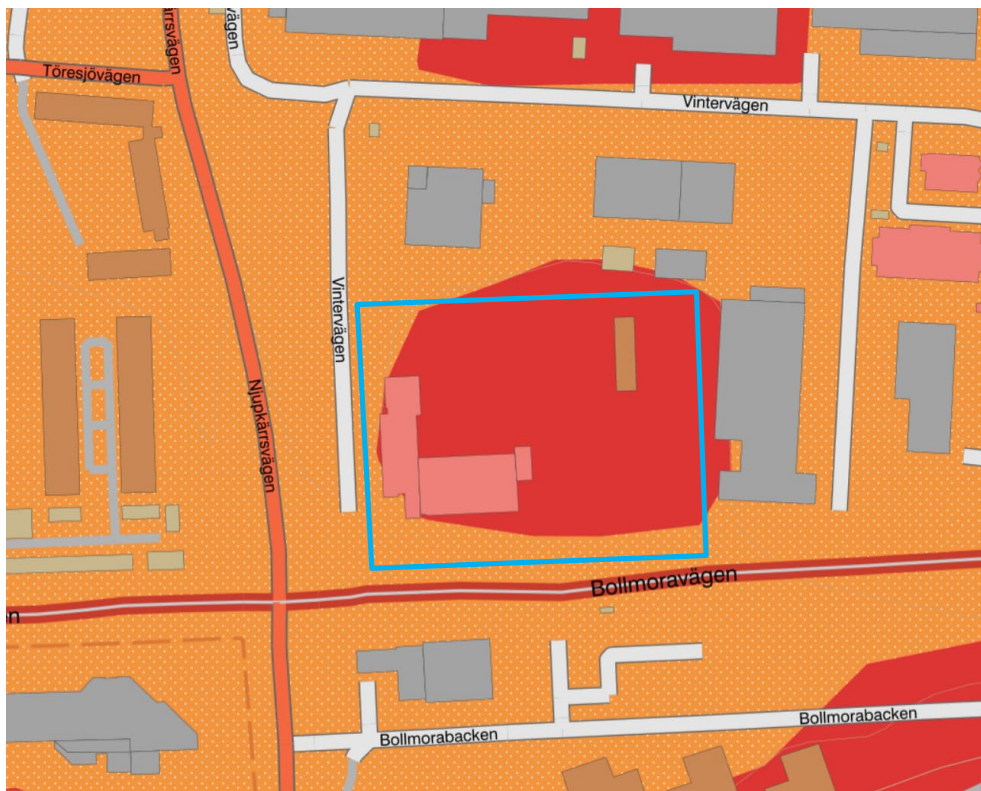 Töresjövägen
Vintervägen
Vintervägen
Njupkärrsvägen
Bollmoravägen
Bollmorabacken
Bollmorabacken